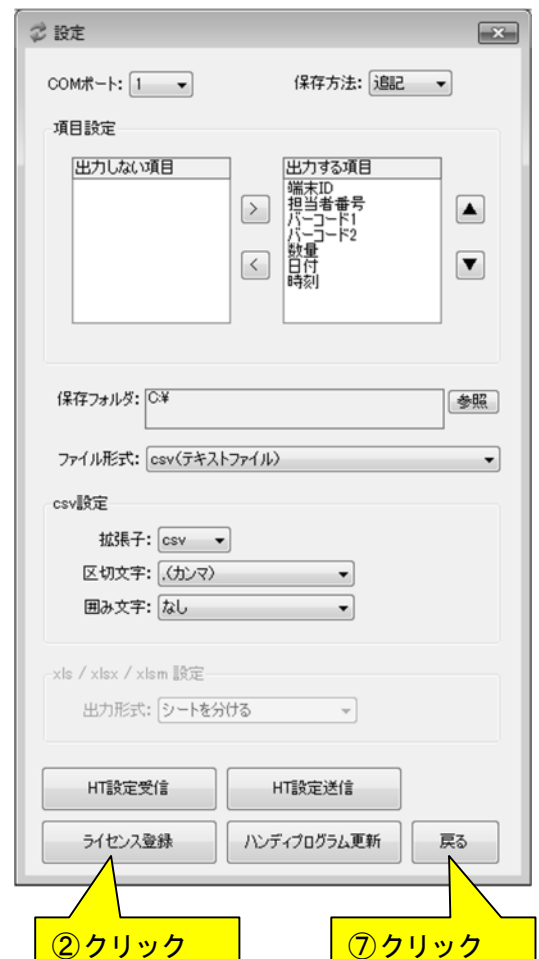 設定
COMポート: 1 保存方法: 追記
項目設定
出力しない項目 出力する項目
端末ID
担当者番号
バーコード1
バーコード2
数量
日付
時刻
> ▲
< ▼
保存フォルダ: C:¥ 参照
ファイル形式: csv(テキストファイル)
csv設定
拡張子: csv
区切文字: ,(カンマ)
囲み文字: なし
xls / xlsx / xlsm 設定
出力形式: シートを分ける
HT設定受信 HT設定送信
ライセンス登録 ハンディプログラム更新 戻る
②クリック ⑦クリック